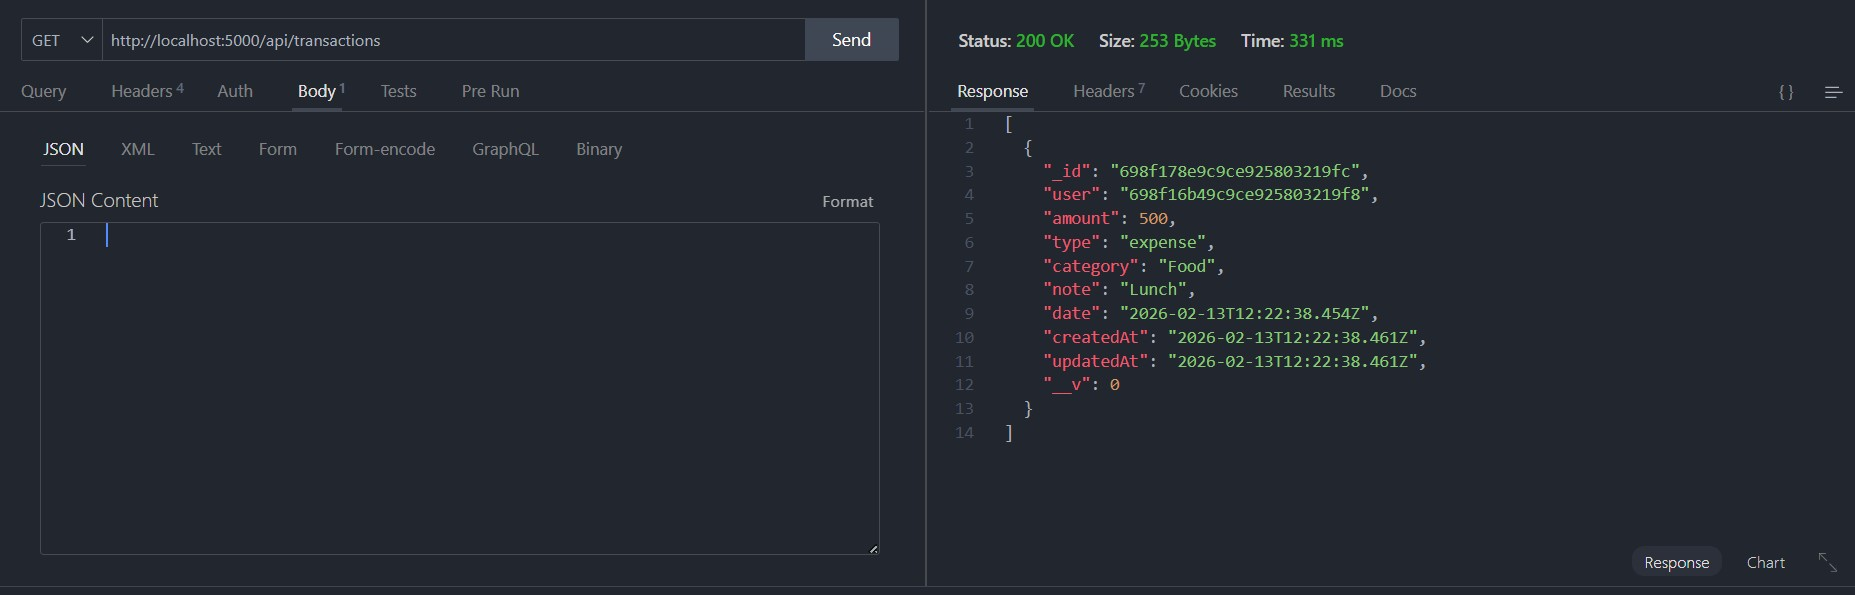 GET http://localhost:5000/api/transactions Send
Query Headers 4 Auth Body 1 Tests Pre Run
JSON XML Text Form Form-encode GraphQL Binary
JSON Content Format
1
Status: 200 OK Size: 253 Bytes Time: 331 ms
Response Headers 7 Cookies Results Docs { }
1 [
2 {
3 "_id": "698f178e9c9ce925803219fc",
4 "user": "698f16b49c9ce925803219f8",
5 "amount": 500,
6 "type": "expense",
7 "category": "Food",
8 "note": "Lunch",
9 "date": "2026-02-13T12:22:38.454Z",
10 "createdAt": "2026-02-13T12:22:38.461Z",
11 "updatedAt": "2026-02-13T12:22:38.461Z",
12 "__v": 0
13 }
14 ]
Response Chart